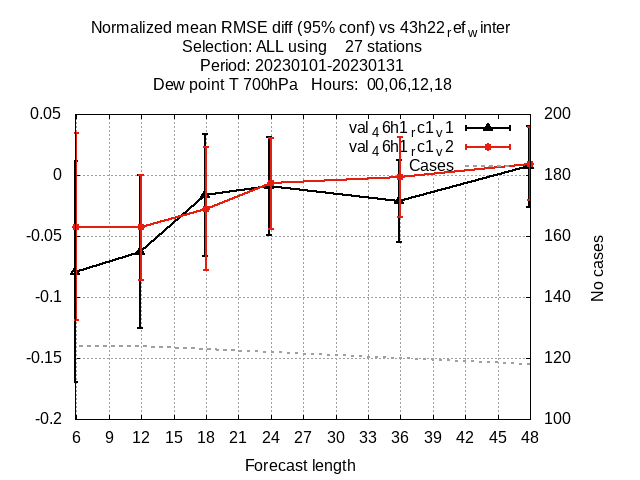 Normalized mean RMSE diff (95% conf) vs 43h22refwinter
Selection: ALL using 27 stations
Period: 20230101-20230131
Dew point T 700hPa Hours: 00,06,12,18
0.05
0
-0.05
-0.1
-0.15
-0.2
val46h1rc1v1
val46h1rc1v2
Cases
200
180
160
140
120
100
No cases
6 9 12 15 18 21 24 27 30 33 36 39 42 45 48
Forecast length